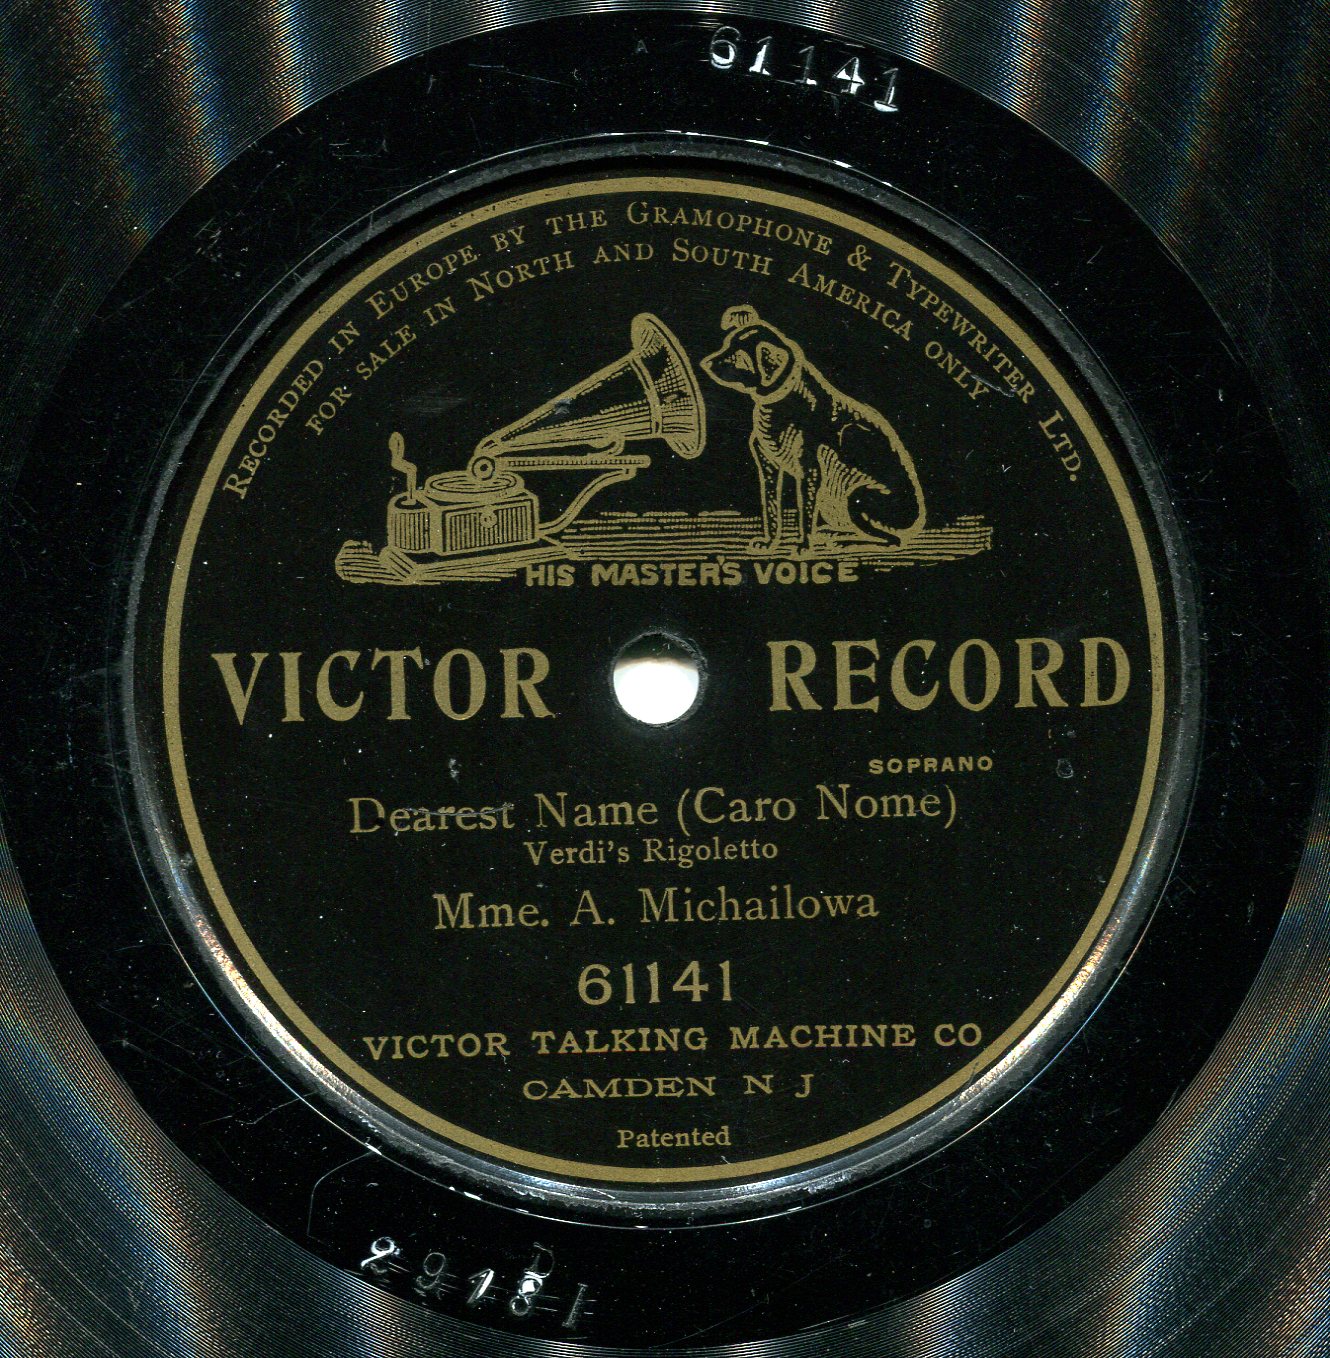 61141
RECORDED IN EUROPE BY THE GRAMOPHONE & TYPEWRITER LTD.
FOR SALE IN NORTH AND SOUTH AMERICA ONLY
HIS MASTER'S VOICE
VICTOR RECORD
SOPRANO
Dearest Name (Caro Nome)
Verdi's Rigoletto
Mme. A. Michailowa
61141
VICTOR TALKING MACHINE CO
CAMDEN N J
Patented